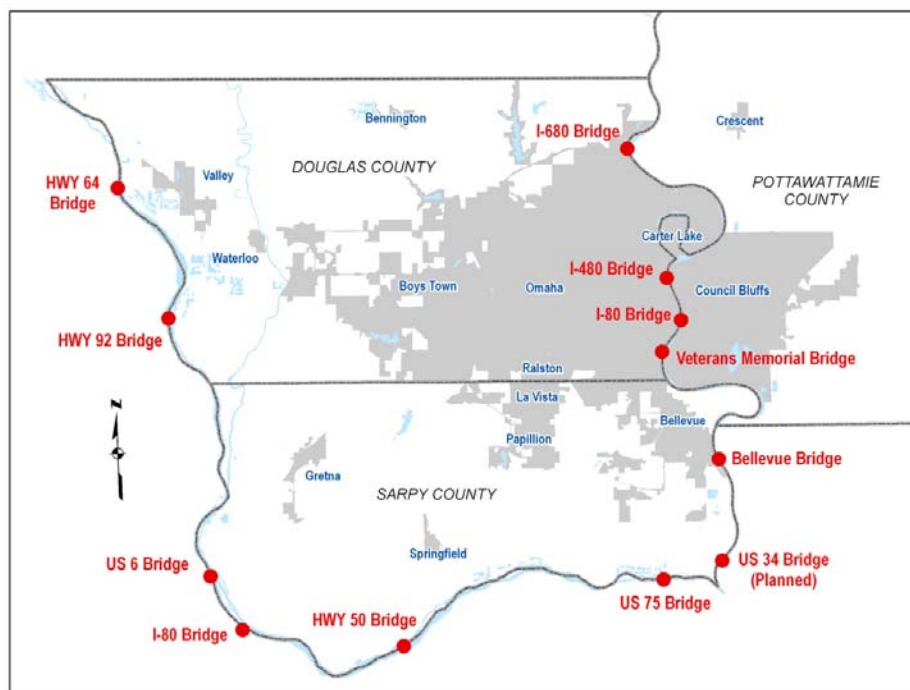 I-680 Bridge
Crescent
Bennington
DOUGLAS COUNTY
POTTAWATTAMIE
COUNTY
Valley
HWY 64
Bridge
Carter Lake
Waterloo
I-480 Bridge
Boys Town
Omaha
Council Bluffs
I-80 Bridge
HWY 92 Bridge
Veterans Memorial Bridge
Ralston
La Vista
Z
Bellevue
Papillion
Bellevue Bridge
Gretna
SARPY COUNTY
Springfield
US 34 Bridge
(Planned)
US 6 Bridge
US 75 Bridge
HWY 50 Bridge
I-80 Bridge